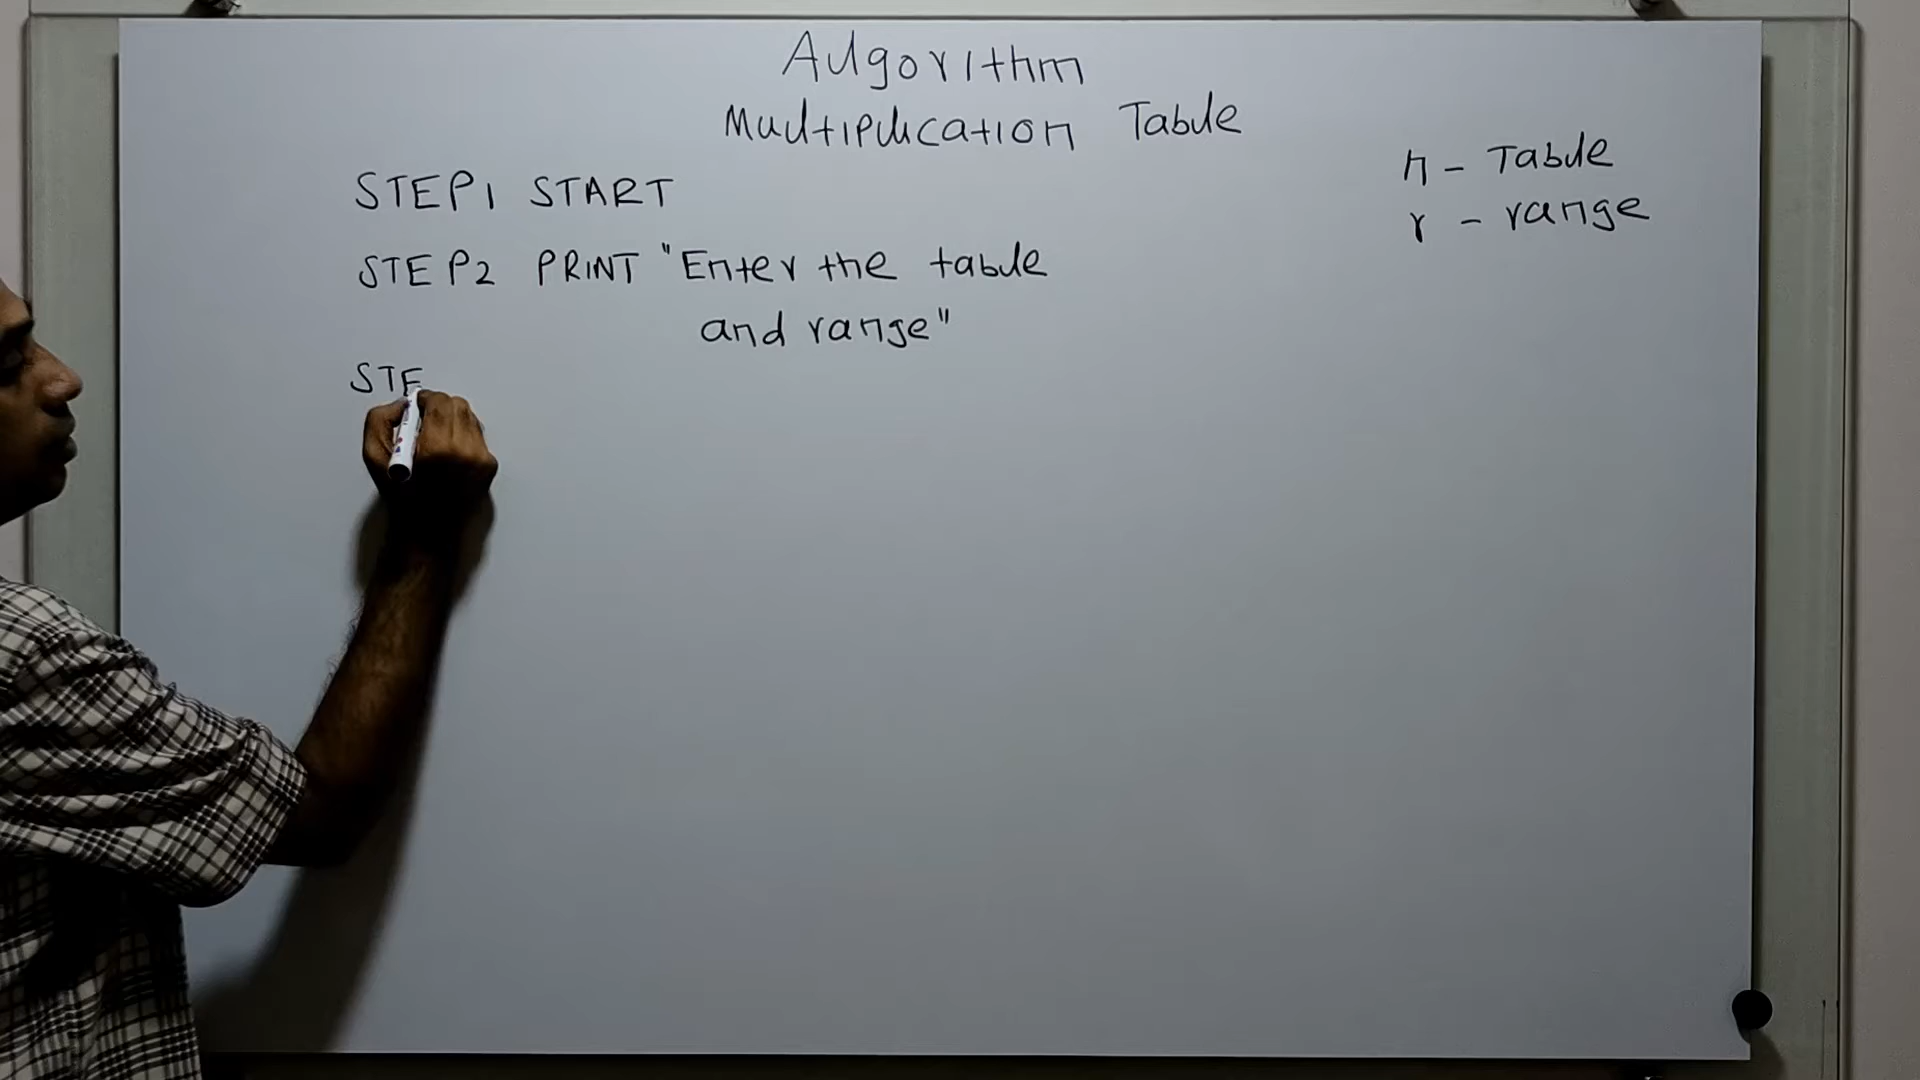 Algorithm
Multiplication Table
n - Table
r - range
STEP1 START
STEP2 PRINT "Enter the table
and range"
STE